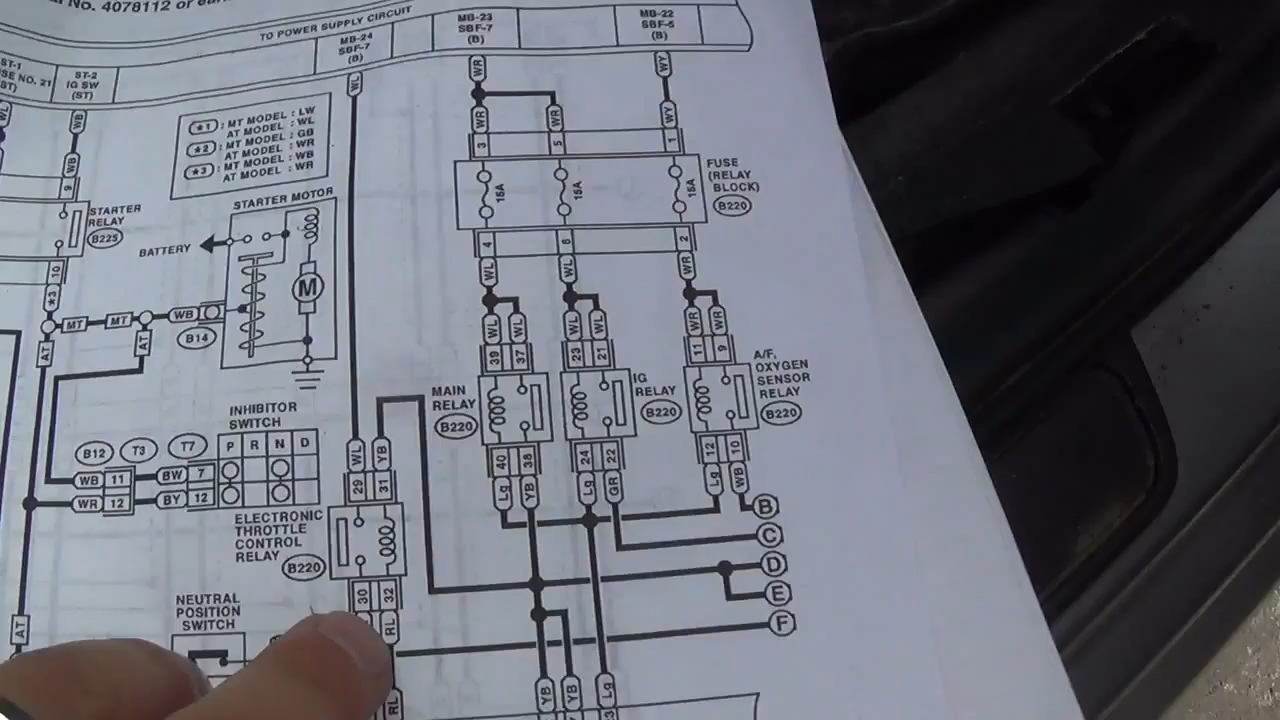 No. 4078112 or
TO POWER SUPPLY CIRCUIT
MB-24
SBF-7
(B)
MB-23
SBF-7
(B)
MB-22
SBF-5
(B)
ST-1
SE NO. 21
ST)
ST-2
IG SW
(ST)
WL
WB
WL
WR
WY
★1 : MT MODEL : LW
AT MODEL : WL
★2 : MT MODEL : GB
AT MODEL : WR
★3 : MT MODEL : WB
AT MODEL : WR
WR
WR
WY
3
5
1
15A
15A
15A
FUSE
(RELAY
BLOCK)
B220
4
6
2
WL
WL
WR
WL
WL
WL
WL
WR
WR
39
37
23
21
11
9
WB
9
STARTER
RELAY
B225
10
★3
STARTER MOTOR
BATTERY
M
MT
MT
WB
B14
AT
AT
MAIN
RELAY
B220
IG
RELAY
B220
A/F,
OXYGEN
SENSOR
RELAY
B220
40
38
24
22
12
10
Lg
YB
Lg
GR
Lg
WB
INHIBITOR
SWITCH
P R N D
B12
T3
T7
WB 11 BW 7
WR 12 BY 12
WL
YB
29
31
ELECTRONIC
THROTTLE
CONTROL
RELAY
B220
30
32
RL
RL
B
C
D
E
F
NEUTRAL
POSITION
SWITCH
AT
YB
YB
Lg